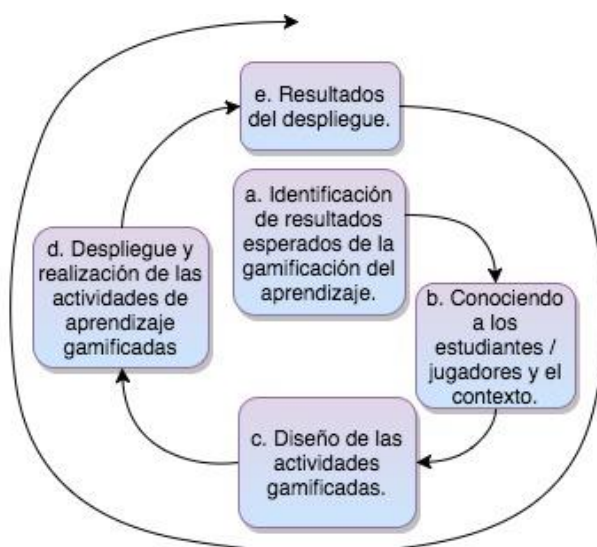 e. Resultados
del despliegue.
a. Identificación
de resultados
esperados de la
gamificación del
aprendizaje.
d. Despliegue y
realización de las
actividades de
aprendizaje
gamificadas
b. Conociendo
a los
estudiantes /
jugadores y el
contexto.
c. Diseño de las
actividades
gamificadas.